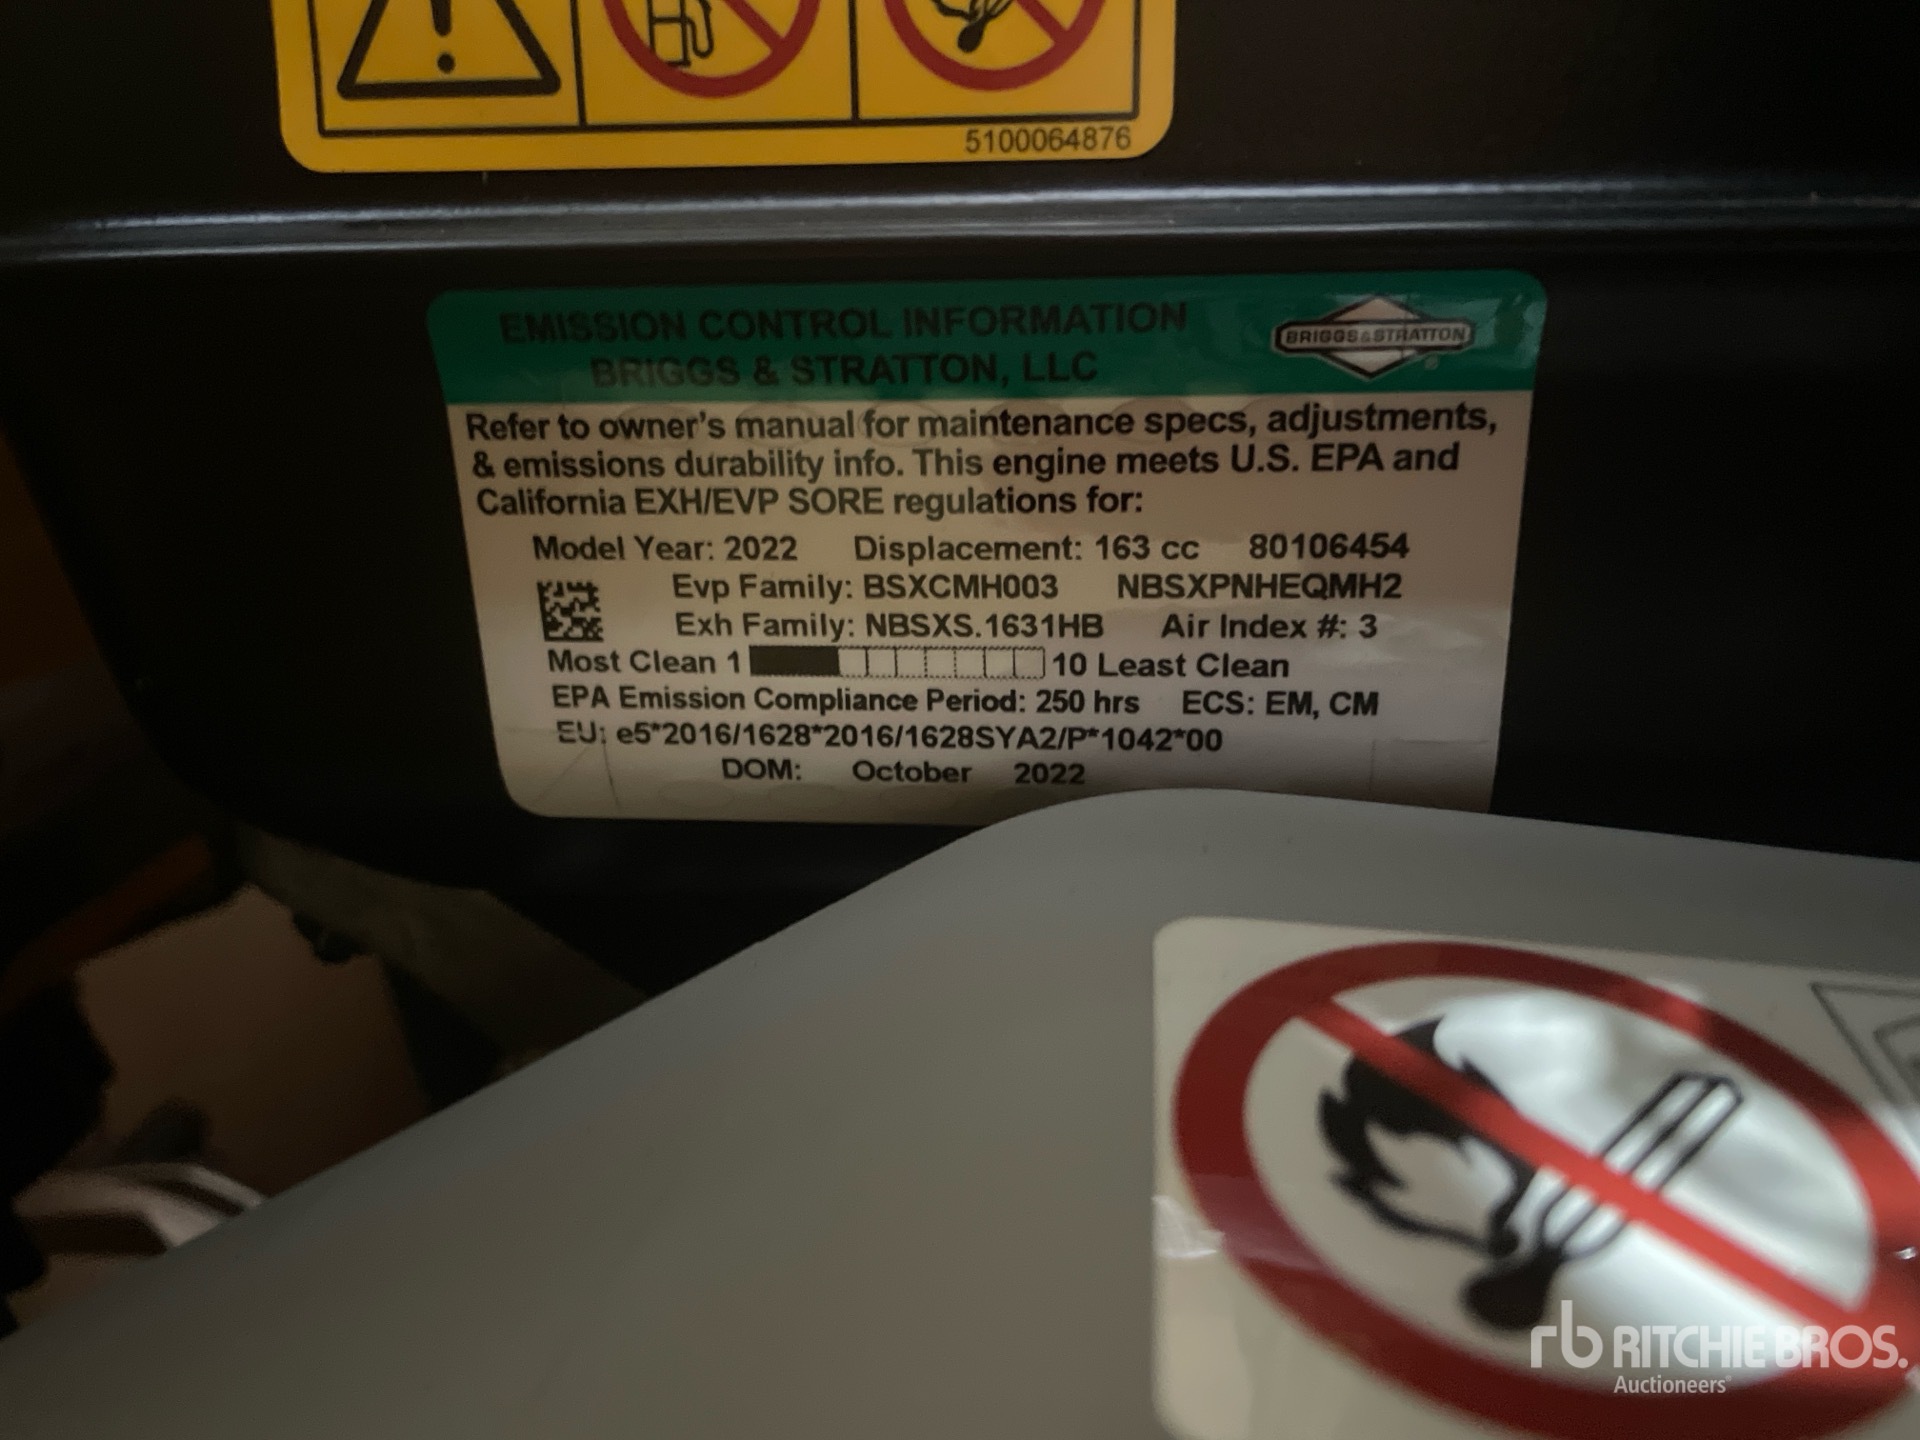 5100064876
EMISSION CONTROL INFORMATION
BRIGGS & STRATTON, LLC
BRIGGS&STRATTON
Refer to owner's manual for maintenance specs, adjustments,
& emissions durability info. This engine meets U.S. EPA and
California EXH/EVP SORE regulations for:
Model Year: 2022 Displacement: 163 cc 80106454
Evp Family: BSXCMH003 NBSXPNHEQMH2
Exh Family: NBSXS.1631HB Air Index #: 3
Most Clean 1 10 Least Clean
EPA Emission Compliance Period: 250 hrs ECS: EM, CM
EU: e5*2016/1628*2016/1628SYA2/P*1042*00
DOM: October 2022
rb RITCHIE BROS.
Auctioneers